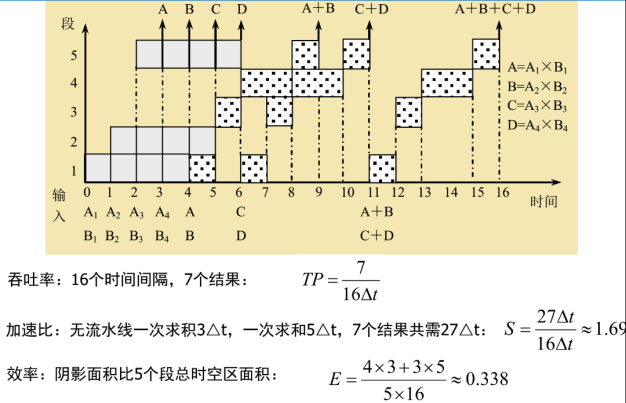 段 A B C D A+B C+D A+B+C+D
5
4
3
2
1
A=A₁×B₁
B=A₂×B₂
C=A₃×B₃
D=A₄×B₄
0 1 2 3 4 5 6 7 8 9 10 11 12 13 14 15 16 时间
输入 A₁ A₂ A₃ A₄ A C A+B
B₁ B₂ B₃ B₄ B D C+D
吞吐率：16个时间间隔，7个结果： TP = 7/16Δt
加速比：无流水线一次求积3△t，一次求和5△t，7个结果共需27△t： S = 27Δt/16Δt ≈1.69
效率：阴影面积比5个段总时空区面积： E = 4×3+3×5/5×16 ≈ 0.338